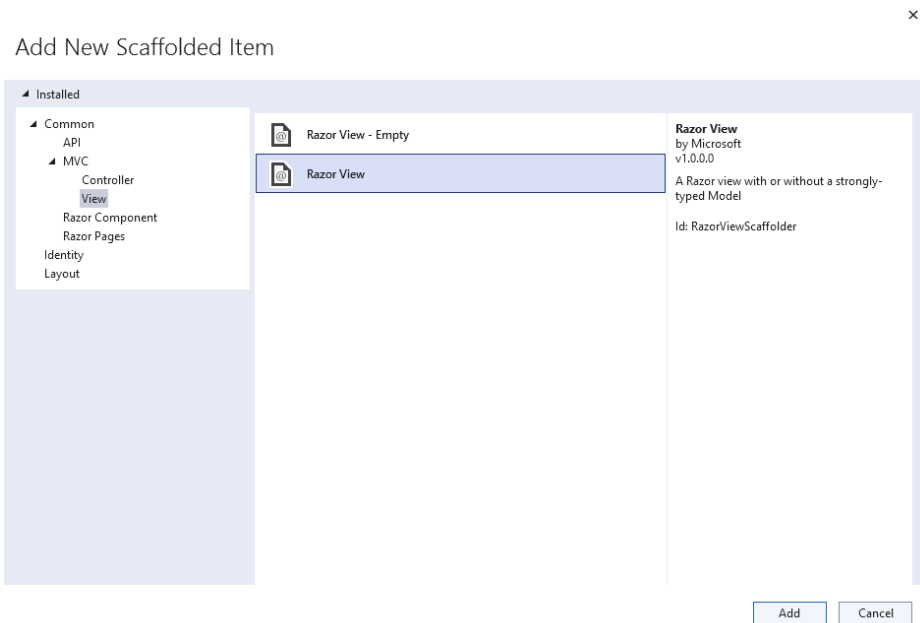 Add New Scaffolded Item
Installed
Common
API
MVC
Controller
View
Razor Component
Razor Pages
Identity
Layout
Razor View - Empty
Razor View
Razor View
by Microsoft
v1.0.0.0
A Razor view with or without a strongly-
typed Model
Id: RazorViewScaffolder
Add
Cancel